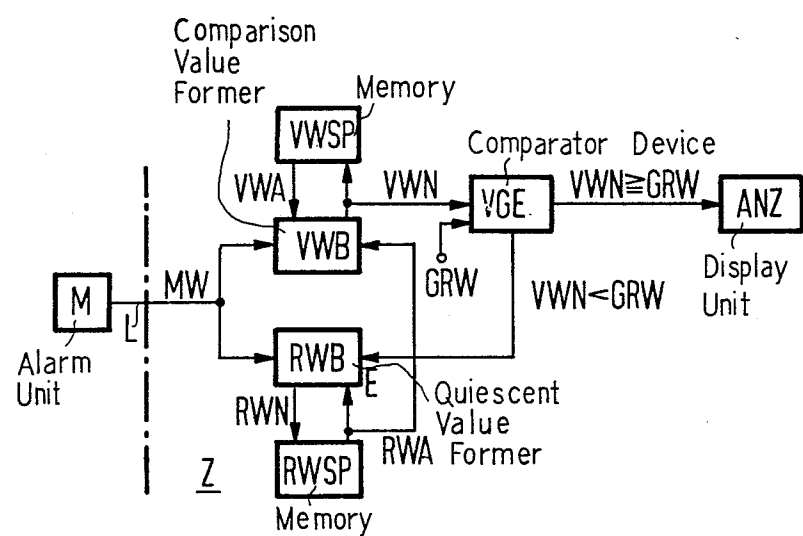 Comparison
Value
Former
Memory
VWSP
Comparator Device
VWA
VWN
VGE
VWN≧GRW
ANZ
VWB
GRW
Display
Unit
VWN<GRW
M
MW
L
Alarm
Unit
RWB
E
Quiescent
Value
Former
RWN
RWA
RWSP
Z
Memory